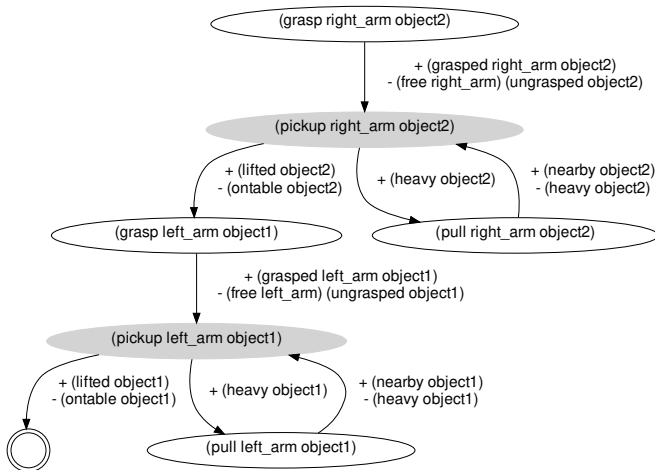 (grasp right_arm object2)
+ (grasped right_arm object2)
- (free right_arm) (ungrasped object2)
(pickup right_arm object2)
+ (lifted object2)
- (ontable object2)
+ (heavy object2)
+ (nearby object2)
- (heavy object2)
(grasp left_arm object1)
(pull right_arm object2)
+ (grasped left_arm object1)
- (free left_arm) (ungrasped object1)
(pickup left_arm object1)
+ (lifted object1)
- (ontable object1)
+ (heavy object1)
+ (nearby object1)
- (heavy object1)
(pull left_arm object1)